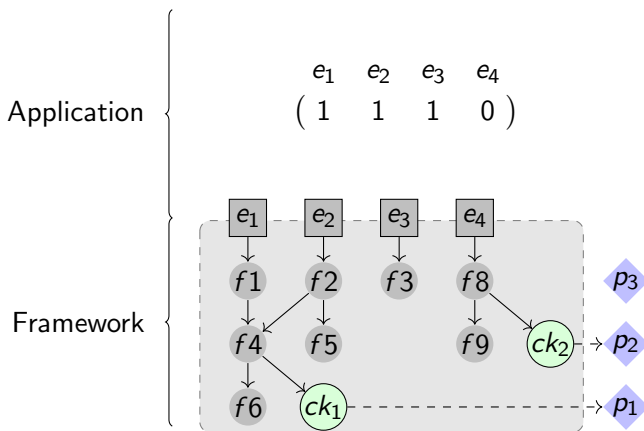 e1 e2 e3 e4
Application
( 1 1 1 0 )
e1 e2 e3 e4
f1 f2 f3 f8 p3
Framework
f4 f5 f9 ck2 p2
f6 ck1 p1